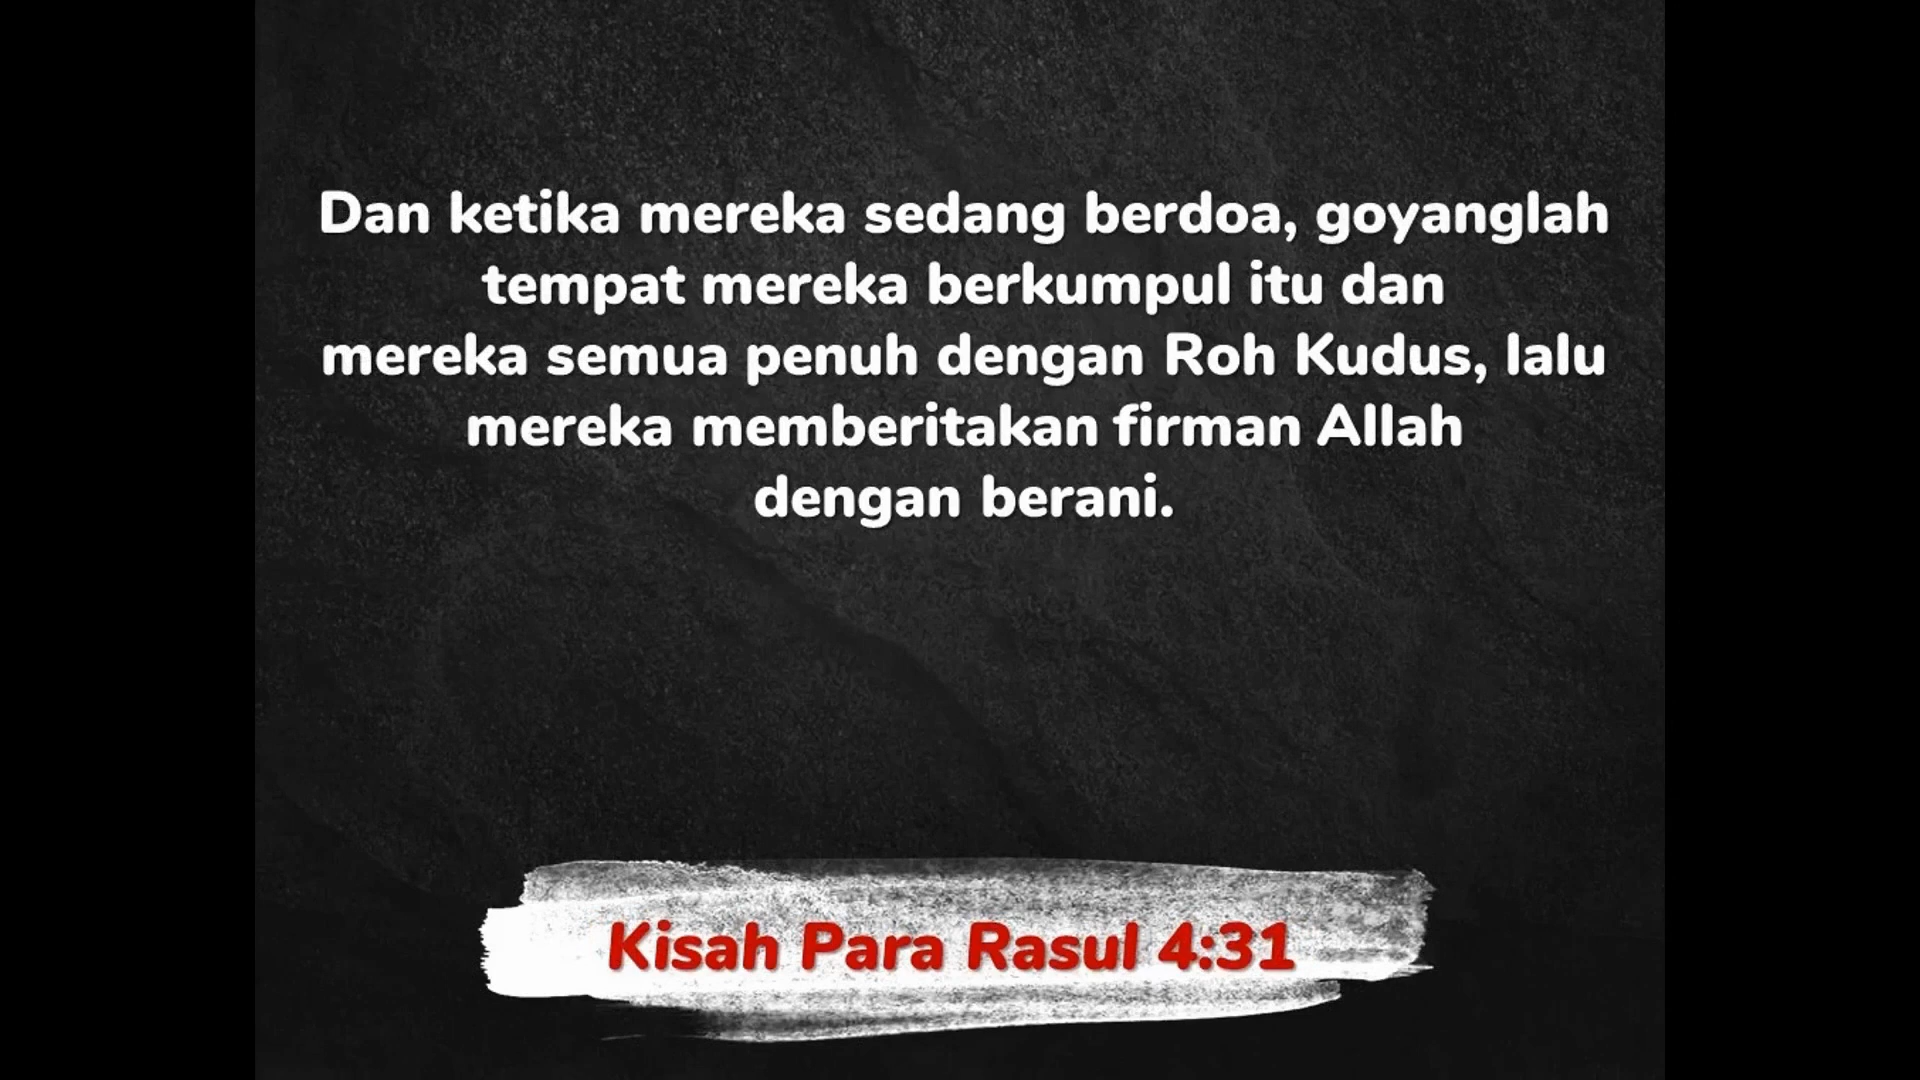 Dan ketika mereka sedang berdoa, goyanglah
tempat mereka berkumpul itu dan
mereka semua penuh dengan Roh Kudus, lalu
mereka memberitakan firman Allah
dengan berani.
Kisah Para Rasul 4:31